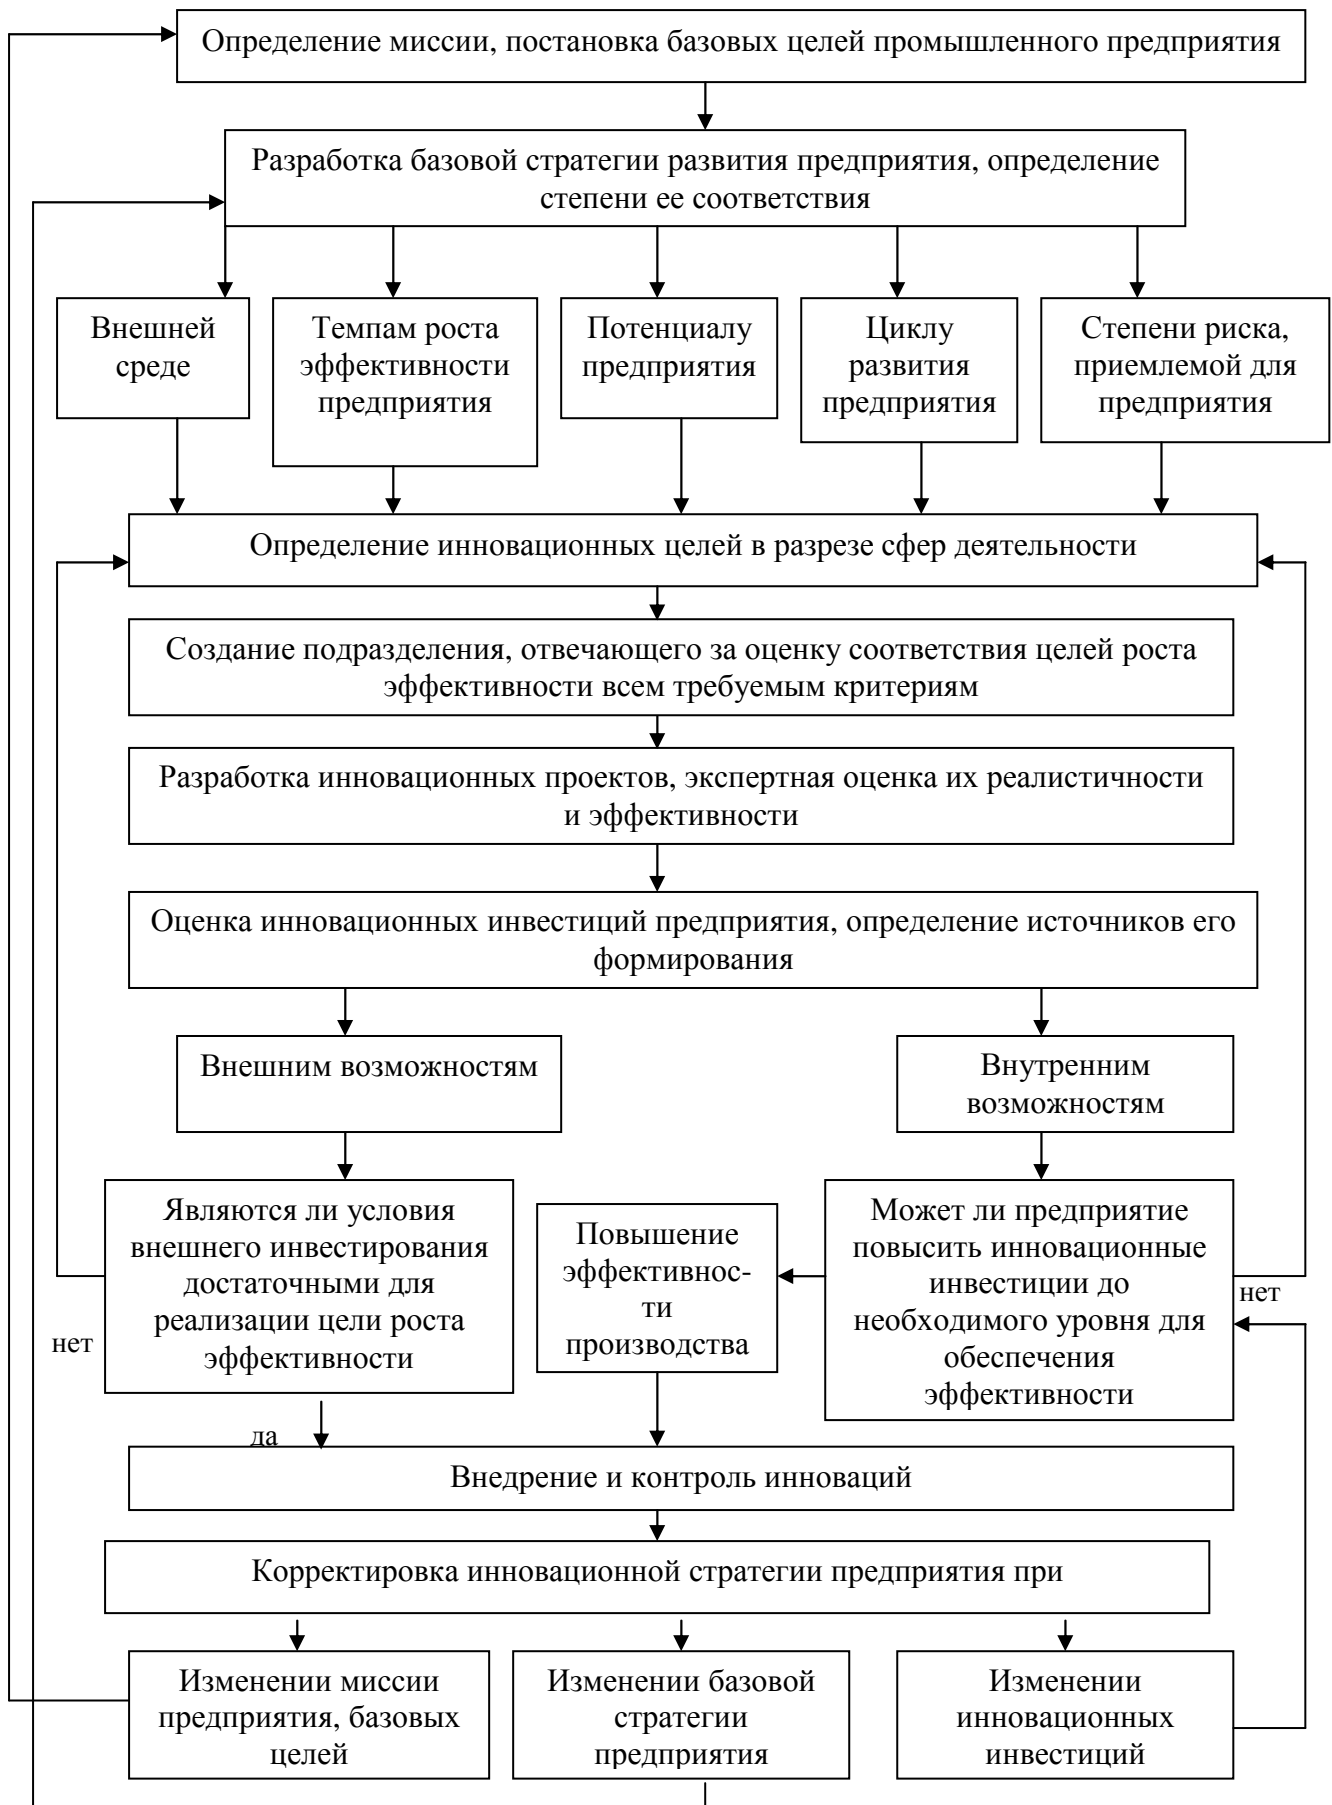 Определение миссии, постановка базовых целей промышленного предприятия
Разработка базовой стратегии развития предприятия, определение
степени ее соответствия
Внешней
среде
Темпам роста
эффективности
предприятия
Потенциалу
предприятия
Циклу
развития
предприятия
Степени риска,
приемлемой для
предприятия
Определение инновационных целей в разрезе сфер деятельности
Создание подразделения, отвечающего за оценку соответствия целей роста
эффективности всем требуемым критериям
Разработка инновационных проектов, экспертная оценка их реалистичности
и эффективности
Оценка инновационных инвестиций предприятия, определение источников его
формирования
Внешним возможностям
Внутренним
возможностям
Являются ли условия
внешнего инвестирования
достаточными для
реализации цели роста
эффективности
Повышение
эффективнос-
ти
производства
Может ли предприятие
повысить инновационные
инвестиции до
необходимого уровня для
обеспечения
эффективности
нет
нет
да
Внедрение и контроль инноваций
Корректировка инновационной стратегии предприятия при
Изменении миссии
предприятия, базовых
целей
Изменении базовой
стратегии
предприятия
Изменении
инновационных
инвестиций